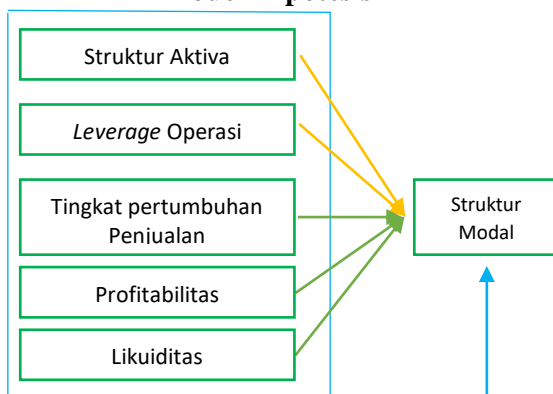 Struktur Aktiva
Leverage Operasi
Tingkat pertumbuhan
Penjualan
Struktur
Modal
Profitabilitas
Likuiditas